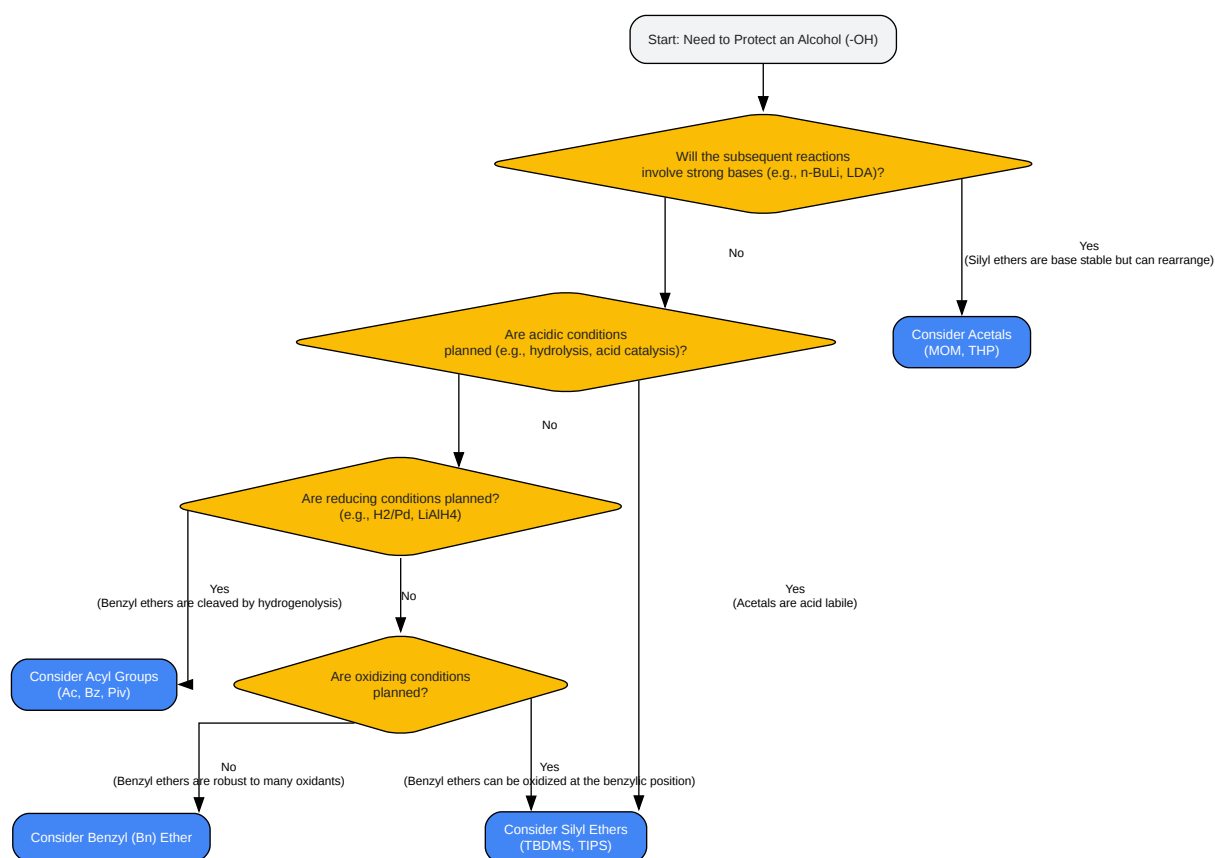 Start: Need to Protect an Alcohol (-OH)
Will the subsequent reactions
involve strong bases (e.g., n-BuLi, LDA)?
No
Yes
(Silyl ethers are base stable but can rearrange)
Are acidic conditions
planned (e.g., hydrolysis, acid catalysis)?
Consider Acetals
(MOM, THP)
No
Are reducing conditions planned?
(e.g., H2/Pd, LiAlH4)
Yes
(Benzyl ethers are cleaved by hydrogenolysis)
No
Yes
(Acetals are acid labile)
Consider Acyl Groups
(Ac, Bz, Piv)
Are oxidizing conditions
planned?
No
(Benzyl ethers are robust to many oxidants)
Yes
(Benzyl ethers can be oxidized at the benzylic position)
Consider Benzyl (Bn) Ether
Consider Silyl Ethers
(TBDMS, TIPS)